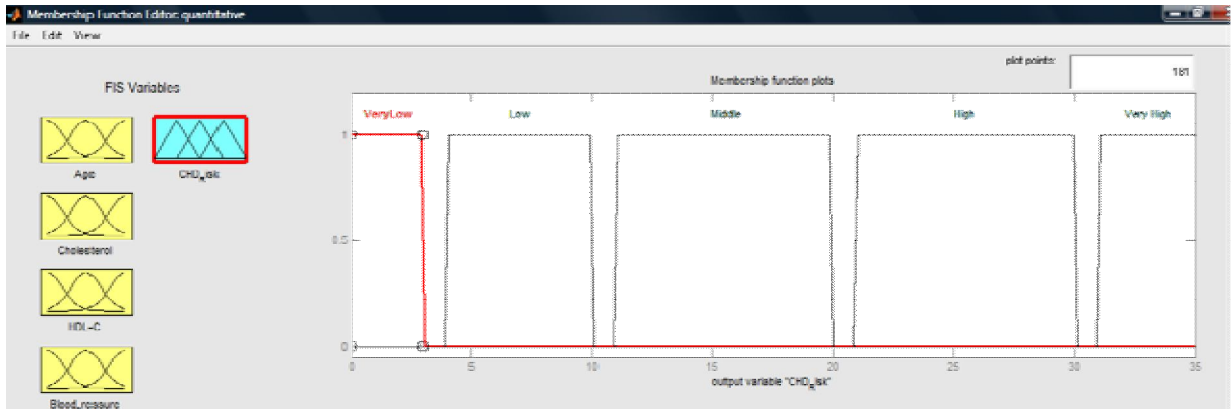 Membership Function Editor: quantitative
File Edit View
FIS Variables
plot points:
181
Membership function plots
VeryLow Low Middle High Very High
1
0.5
0
0 5 10 15 20 25 30 35
output variable "CHD_Risk"
Age
CHD_Risk
Cholesterol
HDL-C
Blood_ressure